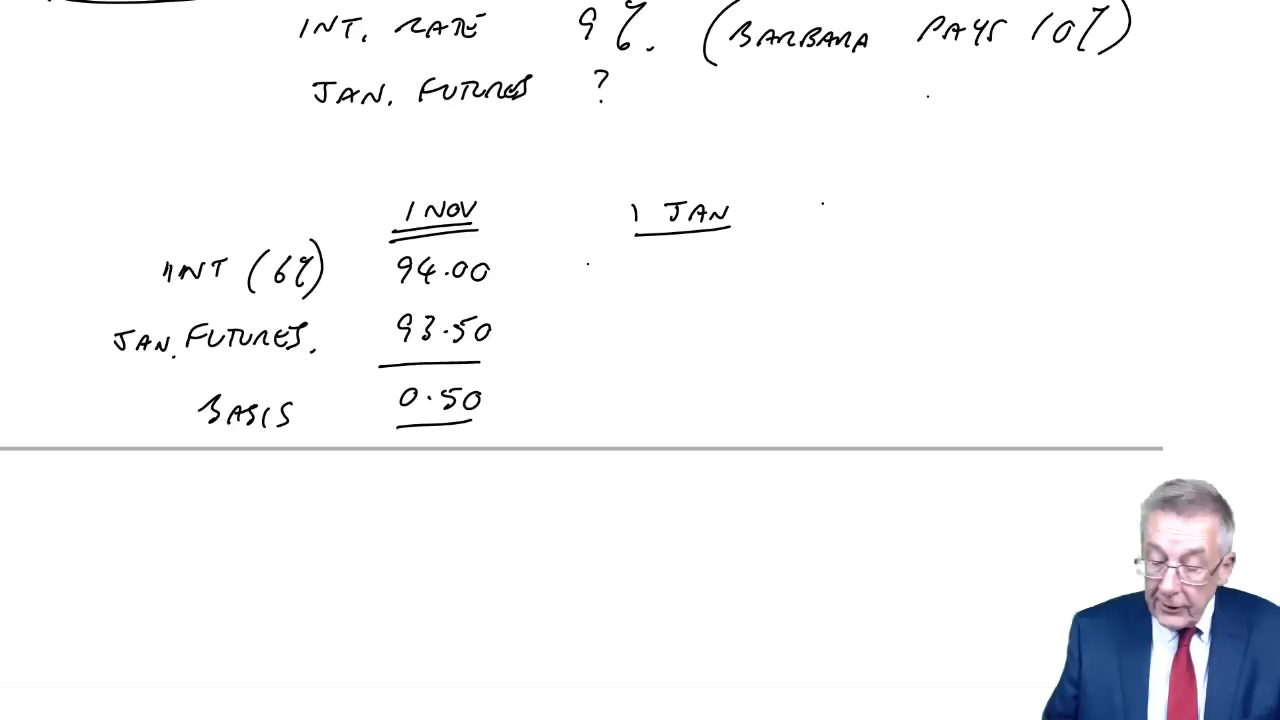 INT. RATE 9%. (BARBARA PAYS 10%)
JAN. FUTURES ?
1 NOV 1 JAN
INT (6%) 94.00
JAN. FUTURES. 93.50
BASIS 0.50